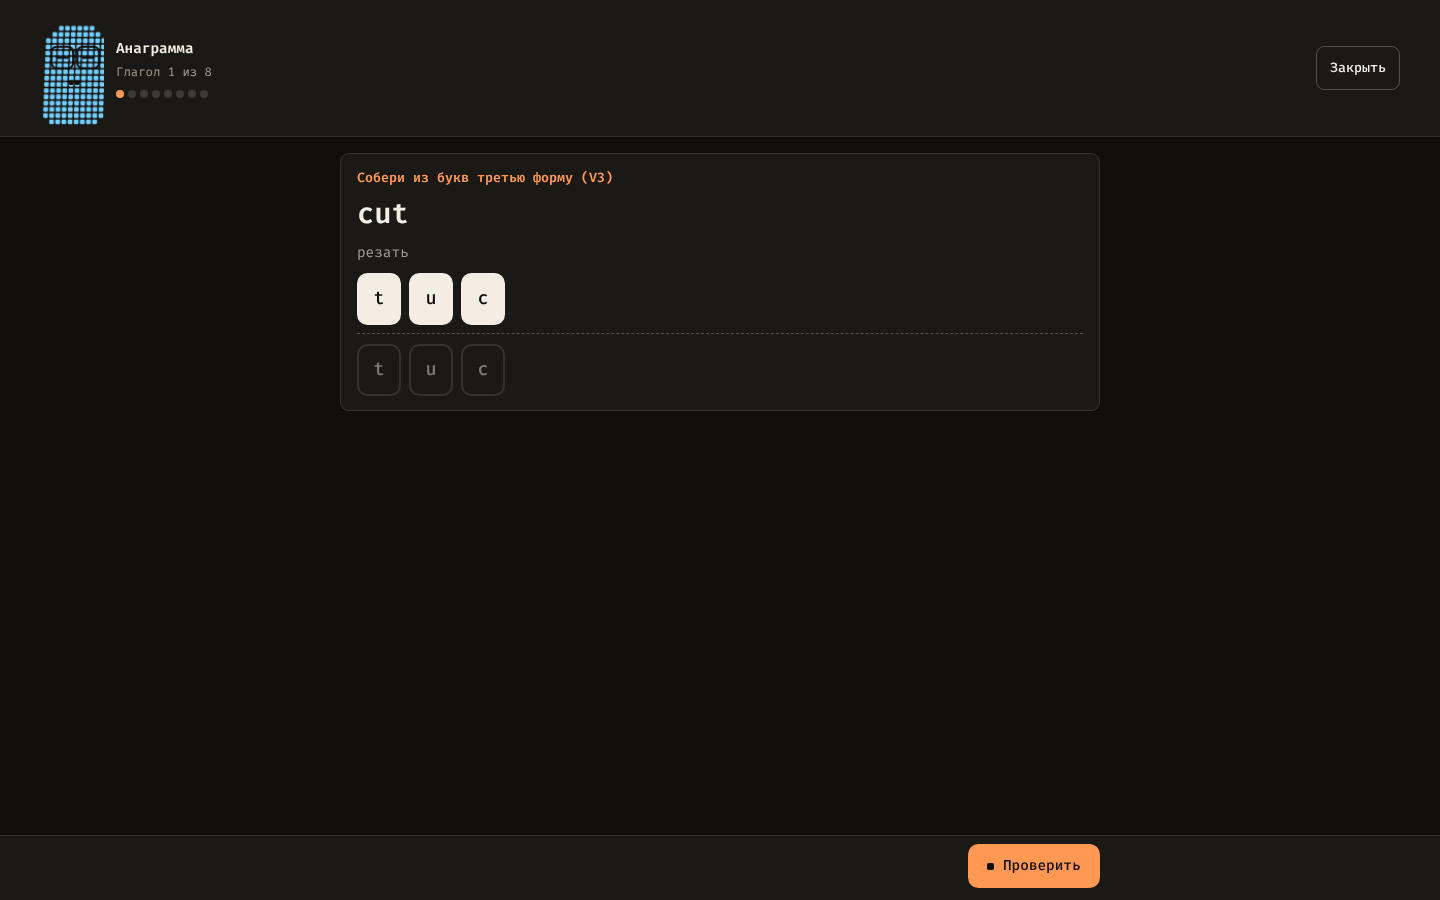 Анаграмма
Глагол 1 из 8
Закрыть
Собери из букв третью форму (V3)
cut
резать
t u c
t u c
Проверить